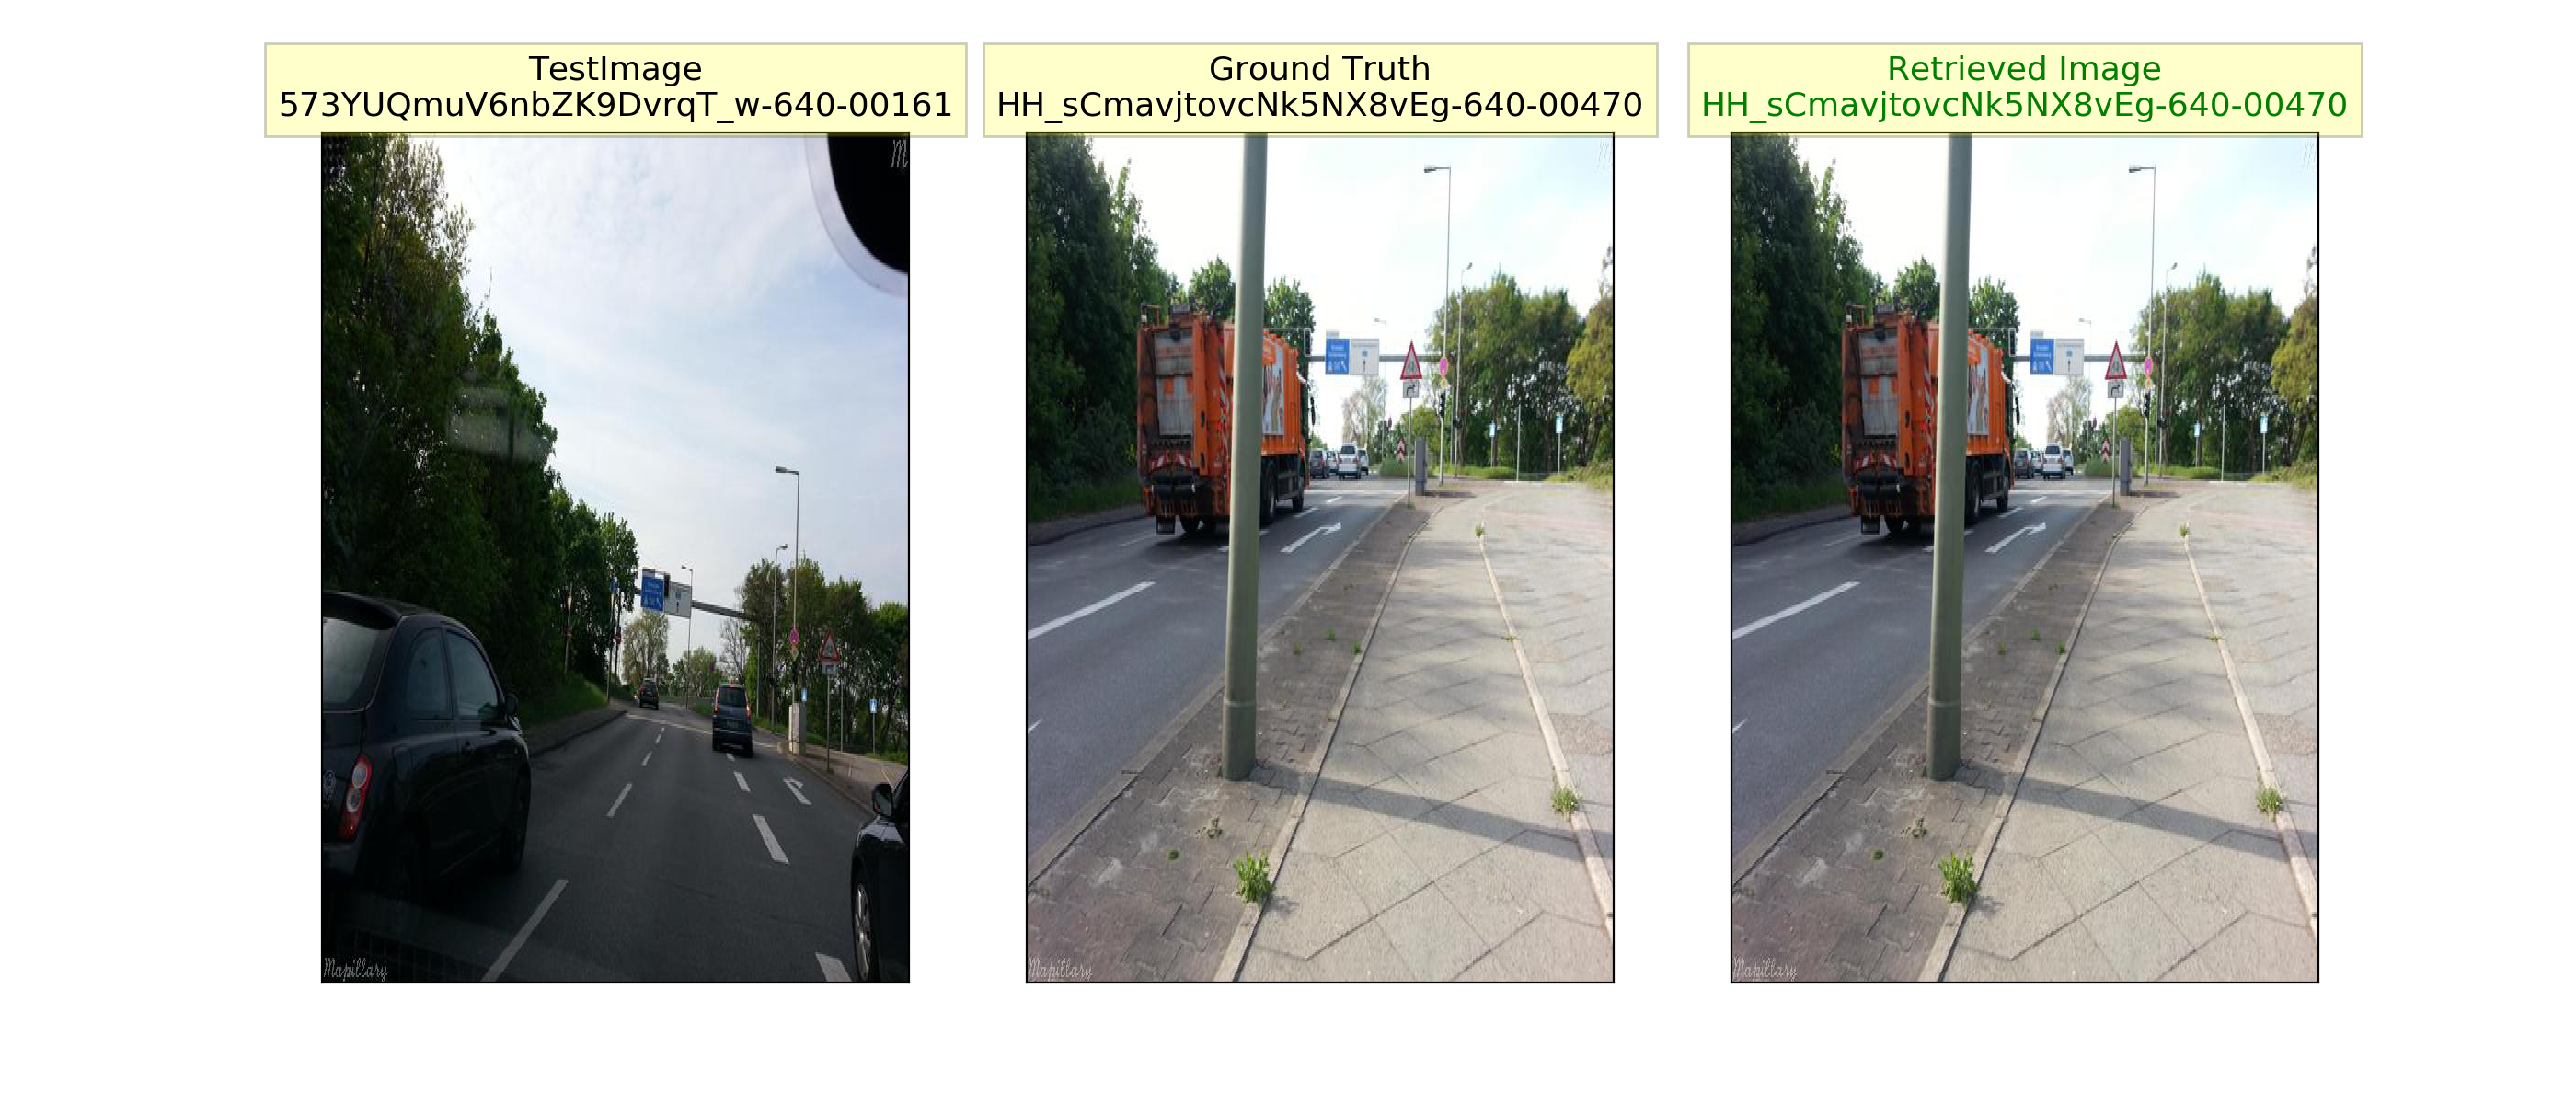 TestImage
573YUQmuV6nbZK9DvrqT_w-640-00161
Ground Truth
HH_sCmavjtovcNk5NX8vEg-640-00470
Retrieved Image
HH_sCmavjtovcNk5NX8vEg-640-00470
M
Mapillary
Mapillary
Mapillary